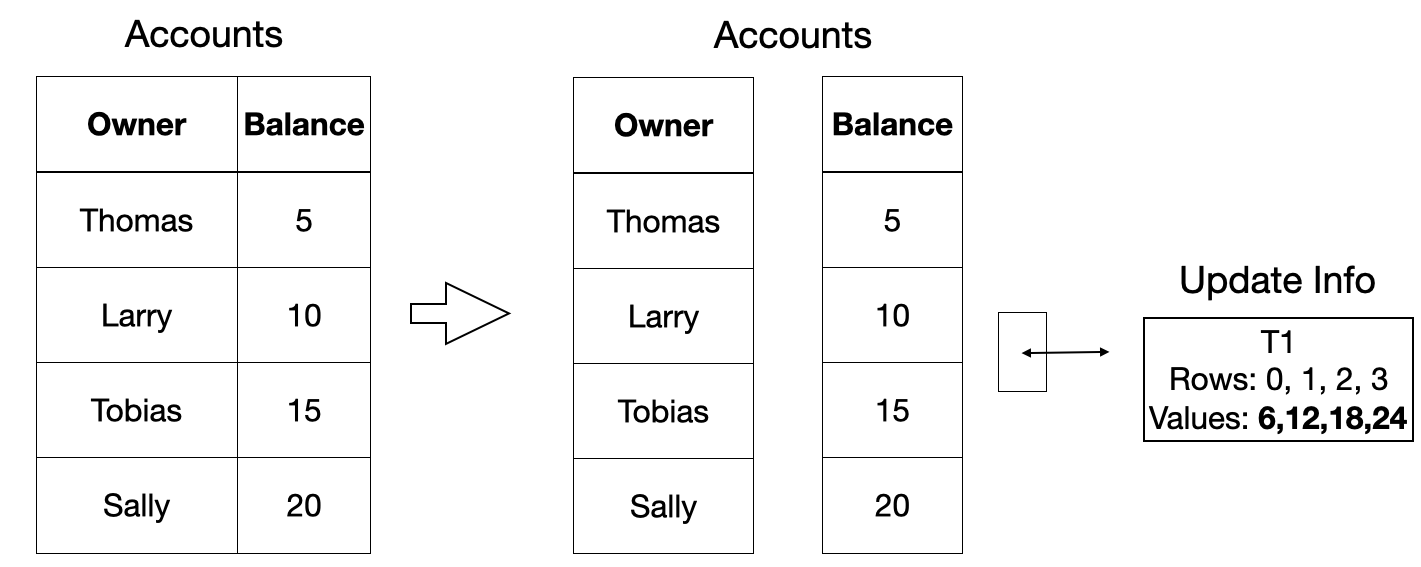 Accounts
Owner Balance
Thomas 5
Larry 10
Tobias 15
Sally 20
Accounts
Owner Balance
Thomas 5
Larry 10
Tobias 15
Sally 20
Update Info
T1
Rows: 0, 1, 2, 3
Values: 6,12,18,24